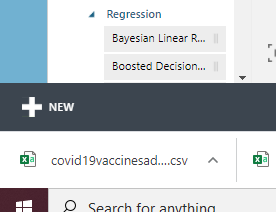 Regression
Bayesian Linear R...
Boosted Decision...
NEW
covid19vaccinesad....csv
Search for anything